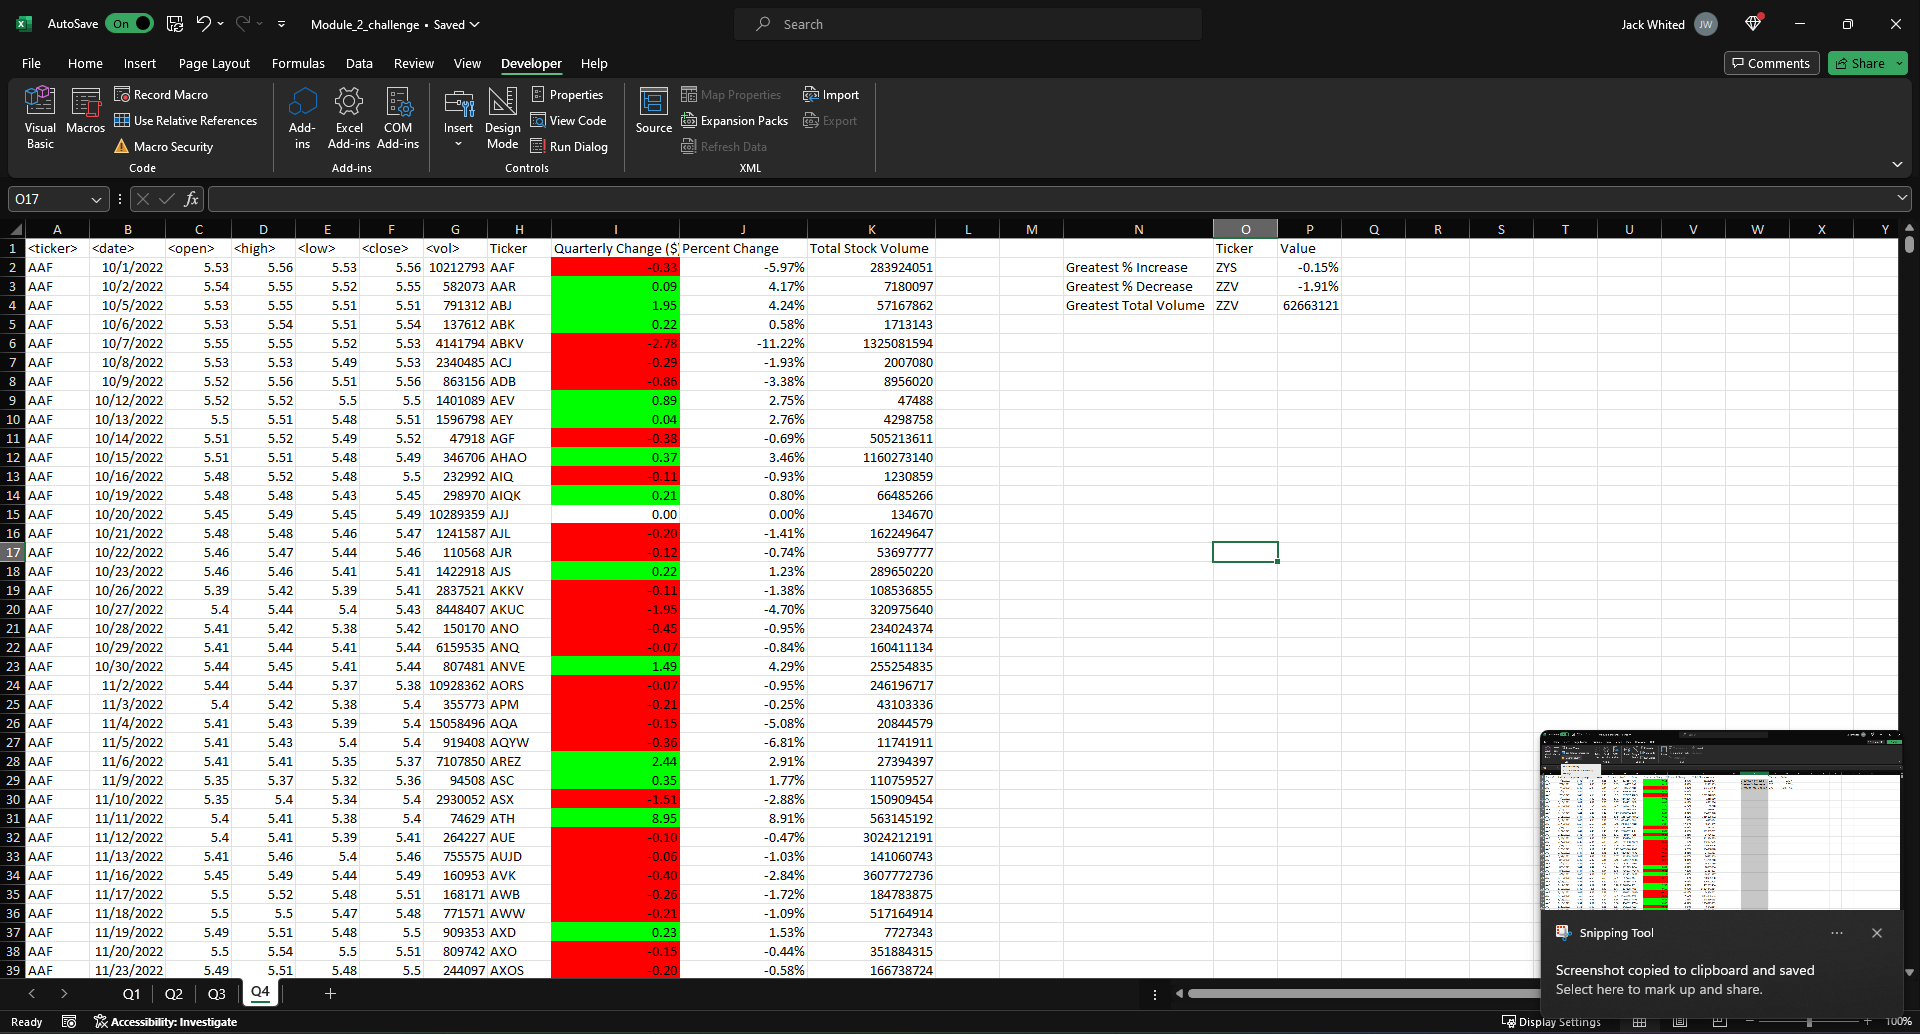 AutoSave On Module_2_challenge • Saved Search Jack Whited JW
File Home Insert Page Layout Formulas Data Review View Developer Help Comments Share
Visual Basic
Macros
Record Macro
Use Relative References
Macro Security
Code
Add-ins
Excel Add-ins
COM Add-ins
Add-ins
Insert
Design Mode
Properties
View Code
Run Dialog
Controls
Source
Map Properties
Expansion Packs
Refresh Data
Import
Export
XML
O17 fx
A B C D E F G H I J K L M N O P Q R S T U V W X Y
1 <ticker> <date> <open> <high> <low> <close> <vol> Ticker Quarterly Change ($ Percent Change Total Stock Volume Ticker Value
2 AAF 10/1/2022 5.53 5.56 5.53 5.56 10212793 AAF -0.33 -5.97% 283924051 Greatest % Increase ZYS -0.15%
3 AAF 10/2/2022 5.54 5.55 5.52 5.55 582073 AAR 0.09 4.17% 7180097 Greatest % Decrease ZZV -1.91%
4 AAF 10/5/2022 5.53 5.55 5.51 5.51 791312 ABJ 1.95 4.24% 57167862 Greatest Total Volume ZZV 62663121
5 AAF 10/6/2022 5.53 5.54 5.51 5.54 137612 ABK 0.22 0.58% 1713143
6 AAF 10/7/2022 5.55 5.55 5.52 5.53 4141794 ABKV -2.78 -11.22% 1325081594
7 AAF 10/8/2022 5.53 5.53 5.49 5.53 2340485 ACJ -0.29 -1.93% 2007080
8 AAF 10/9/2022 5.52 5.56 5.51 5.56 863156 ADB -0.86 -3.38% 8956020
9 AAF 10/12/2022 5.52 5.52 5.5 5.5 1401089 AEV 0.89 2.75% 47488
10 AAF 10/13/2022 5.5 5.51 5.48 5.51 1596798 AEY 0.04 2.76% 4298758
11 AAF 10/14/2022 5.51 5.52 5.49 5.52 47918 AGF -0.38 -0.69% 505213611
12 AAF 10/15/2022 5.51 5.51 5.48 5.49 346706 AHAO 0.37 3.46% 1160273140
13 AAF 10/16/2022 5.48 5.52 5.48 5.5 232992 AIQ -0.11 -0.93% 1230859
14 AAF 10/19/2022 5.48 5.48 5.43 5.45 298970 AIQK 0.21 0.80% 66485266
15 AAF 10/20/2022 5.45 5.49 5.45 5.49 10289359 AJJ 0.00 0.00% 134670
16 AAF 10/21/2022 5.48 5.48 5.46 5.47 1241587 AJL -0.20 -1.41% 162249647
17 AAF 10/22/2022 5.46 5.47 5.44 5.46 110568 AJR -0.12 -0.74% 53697777
18 AAF 10/23/2022 5.46 5.46 5.41 5.41 1422918 AJS 0.22 1.23% 289650220
19 AAF 10/26/2022 5.39 5.42 5.39 5.41 2837521 AKKV -0.11 -1.38% 108536855
20 AAF 10/27/2022 5.4 5.44 5.4 5.43 8448407 AKUC -1.95 -4.70% 320975640
21 AAF 10/28/2022 5.41 5.42 5.38 5.42 150170 ANO -0.45 -0.95% 234024374
22 AAF 10/29/2022 5.41 5.44 5.41 5.44 6159535 ANQ -0.07 -0.84% 160411134
23 AAF 10/30/2022 5.44 5.45 5.41 5.44 807481 ANVE 1.49 4.29% 255254835
24 AAF 11/2/2022 5.44 5.44 5.37 5.38 10928362 AORS -0.07 -0.95% 246196717
25 AAF 11/3/2022 5.4 5.42 5.38 5.4 355773 APM -0.21 -0.25% 43103336
26 AAF 11/4/2022 5.41 5.43 5.39 5.4 15058496 AQA -0.15 -5.08% 20844579
27 AAF 11/5/2022 5.41 5.43 5.4 5.4 919408 AQYW -0.36 -6.81% 11741911
28 AAF 11/6/2022 5.41 5.41 5.35 5.37 7107850 AREZ 2.44 2.91% 27394397
29 AAF 11/9/2022 5.35 5.37 5.32 5.36 94508 ASC 0.35 1.77% 110759527
30 AAF 11/10/2022 5.35 5.4 5.34 5.4 2930052 ASX -1.51 -2.88% 150909454
31 AAF 11/11/2022 5.4 5.41 5.38 5.4 74629 ATH 8.95 8.91% 563145192
32 AAF 11/12/2022 5.4 5.41 5.39 5.41 264227 AUE -0.10 -0.47% 3024212191
33 AAF 11/13/2022 5.41 5.46 5.4 5.46 755575 AUJD -0.06 -1.03% 141060743
34 AAF 11/16/2022 5.45 5.49 5.44 5.49 160953 AVK -0.40 -2.84% 3607772736
35 AAF 11/17/2022 5.5 5.52 5.48 5.51 168171 AWB -0.26 -1.72% 184783875
36 AAF 11/18/2022 5.5 5.5 5.47 5.48 771571 AWW -0.21 -1.09% 517164914
37 AAF 11/19/2022 5.49 5.51 5.48 5.5 909353 AXD 0.23 1.53% 7727343
38 AAF 11/20/2022 5.5 5.54 5.5 5.51 809742 AXO -0.15 -0.44% 351884315
39 AAF 11/23/2022 5.49 5.51 5.48 5.5 244097 AXOS -0.20 -0.58% 166738724
Snipping Tool
Screenshot copied to clipboard and saved
Select here to mark up and share.
Q1 Q2 Q3 Q4
Ready Accessibility: Investigate Display Settings 100%